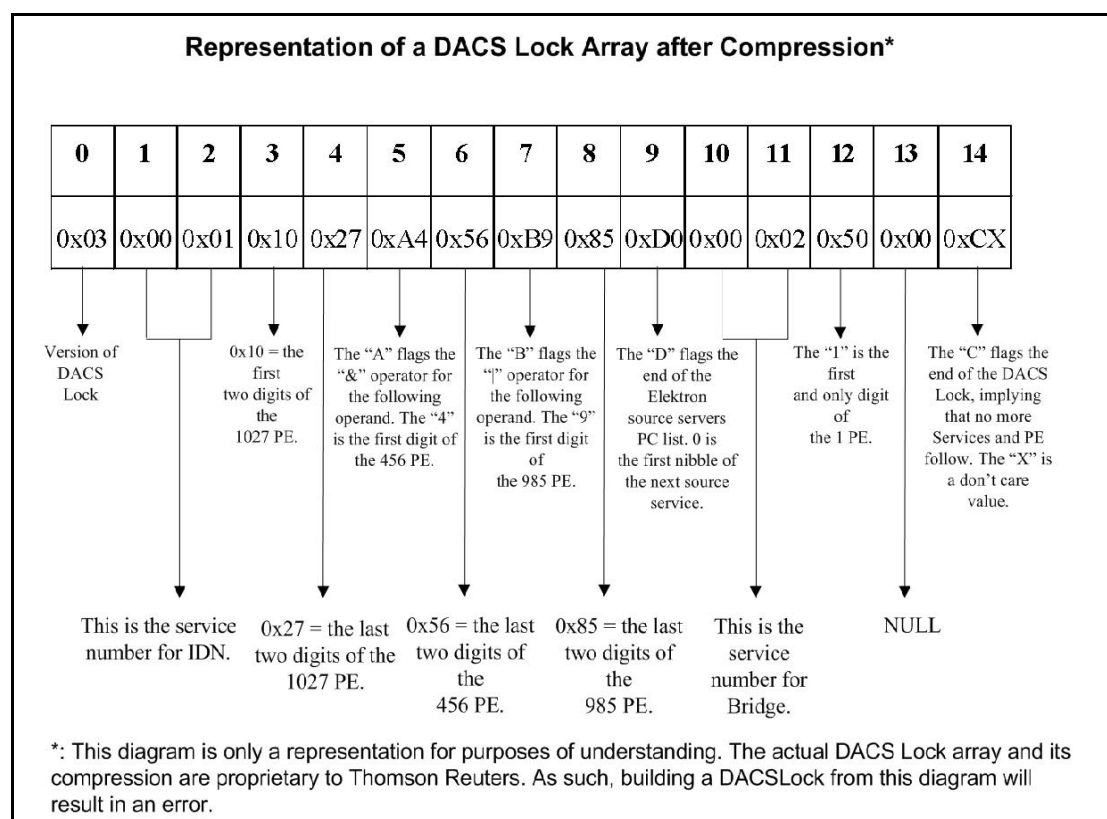 Representation of a DACS Lock Array after Compression*
0 1 2 3 4 5 6 7 8 9 10 11 12 13 14
0x03 0x00 0x01 0x10 0x27 0xA4 0x56 0xB9 0x85 0xD0 0x00 0x02 0x50 0x00 0xCX
Version of
DACS
Lock
0x10 = the
first
two digits of
the
1027 PE.
The “A” flags the
“&” operator for
the following
operand. The “4”
is the first digit of
the 456 PE.
The “B” flags the
“|” operator for
the following
operand. The “9”
is the first digit
of
the 985 PE.
The “D” flags the
end of the
Elektron
source servers
PC list. 0 is
the first nibble of
the next source
service.
The “1” is the
first
and only digit
of
the 1 PE.
The “C” flags the
end of the DACS
Lock, implying
that no more
Services and PE
follow. The “X” is
a don’t care
value.
This is the service
number for IDN.
0x27 = the last
two digits of the
1027 PE.
0x56 = the last
two digits of
the
456 PE.
0x85 = the last
two digits of
the
985 PE.
This is the
service
number for
Bridge.
NULL
*: This diagram is only a representation for purposes of understanding. The actual DACS Lock array and its
compression are proprietary to Thomson Reuters. As such, building a DACSLock from this diagram will
result in an error.